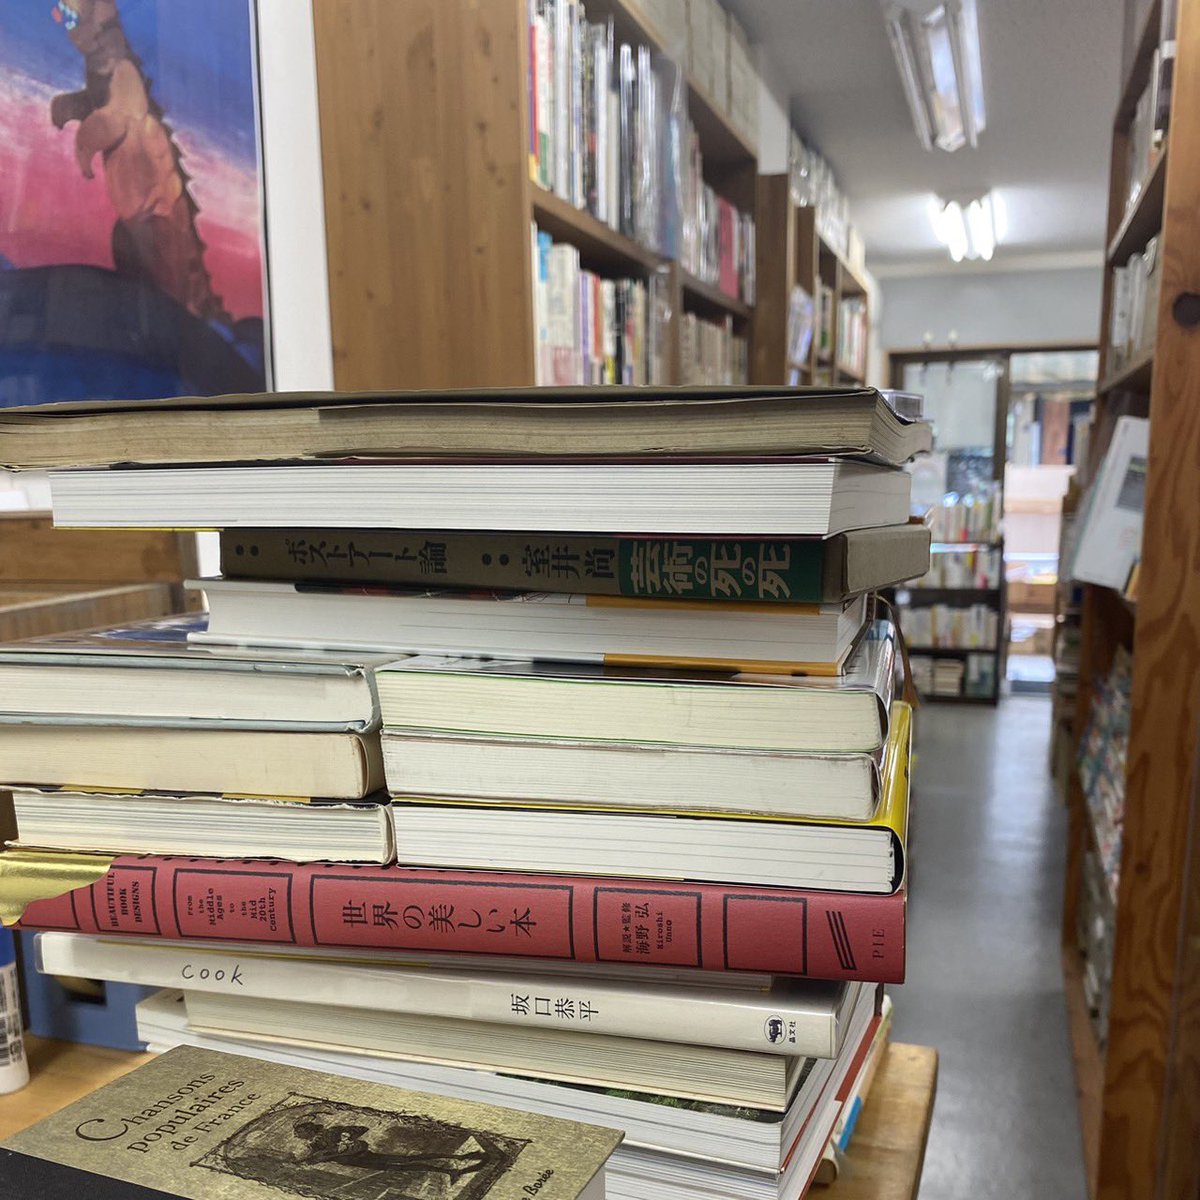 ポストアート論
室井尚
芸術の死の死
BEAUTIFUL
BOOK
DESIGNS
From
the
Middle
Ages
to
the
Mid
20th
Century
世界の美しい本
解説★監修
海野 弘
Hiroshi
Unno
PIE
cook
坂口恭平
晶文社
Chansons
populaires
de France
Borée